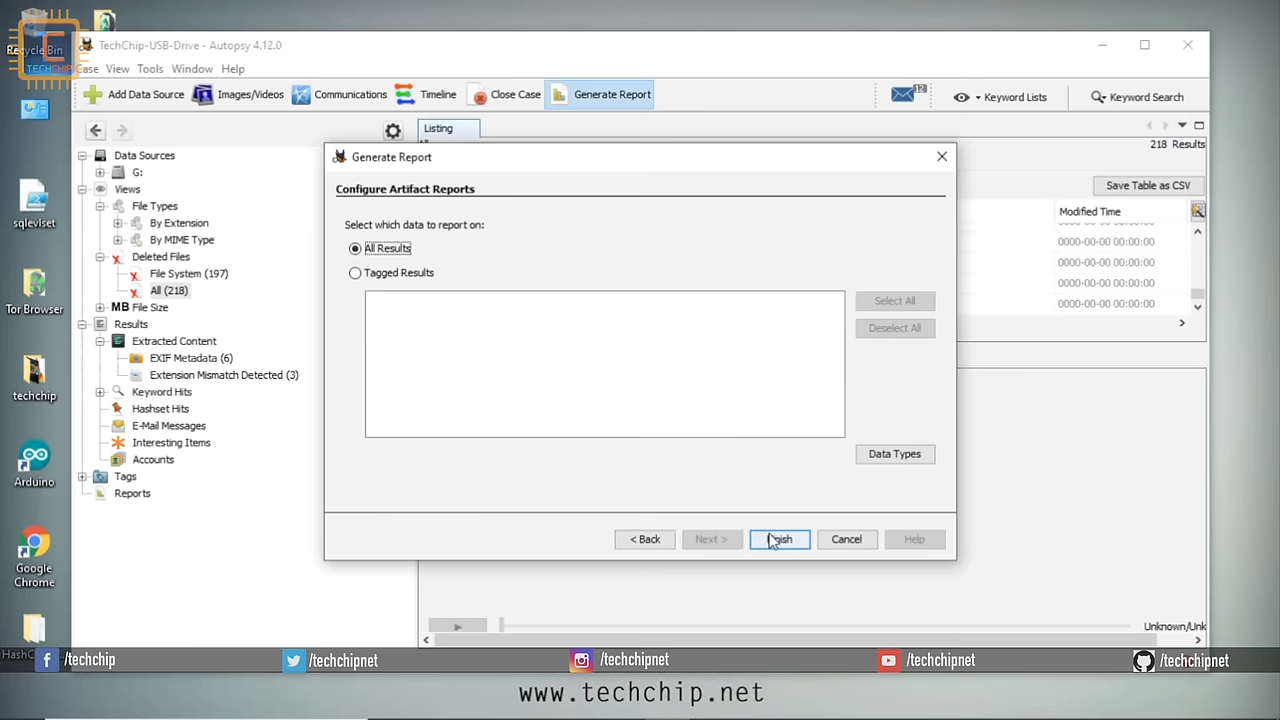 Recycle Bin
TECHCHIP
TechChip-USB-Drive - Autopsy 4.12.0
Case View Tools Window Help
Add Data Source Images/Videos Communications Timeline Close Case Generate Report 12 Keyword Lists Keyword Search
Listing
218 Results
Save Table as CSV
Modified Time
0000-00-00 00:00:00
0000-00-00 00:00:00
0000-00-00 00:00:00
0000-00-00 00:00:00
Data Sources
G:
Views
File Types
By Extension
By MIME Type
Deleted Files
File System (197)
All (218)
MB File Size
Results
Extracted Content
EXIF Metadata (6)
Extension Mismatch Detected (3)
Keyword Hits
Hashset Hits
E-Mail Messages
Interesting Items
Accounts
Tags
Reports
Generate Report
Configure Artifact Reports
Select which data to report on:
All Results
Tagged Results
Select All
Deselect All
Data Types
< Back Next > Finish Cancel Help
sqlevlset
Tor Browser
techchip
Arduino
Google
Chrome
Unknown/Unk
/techchip /techchipnet /techchipnet /techchipnet /techchipnet
www.techchip.net